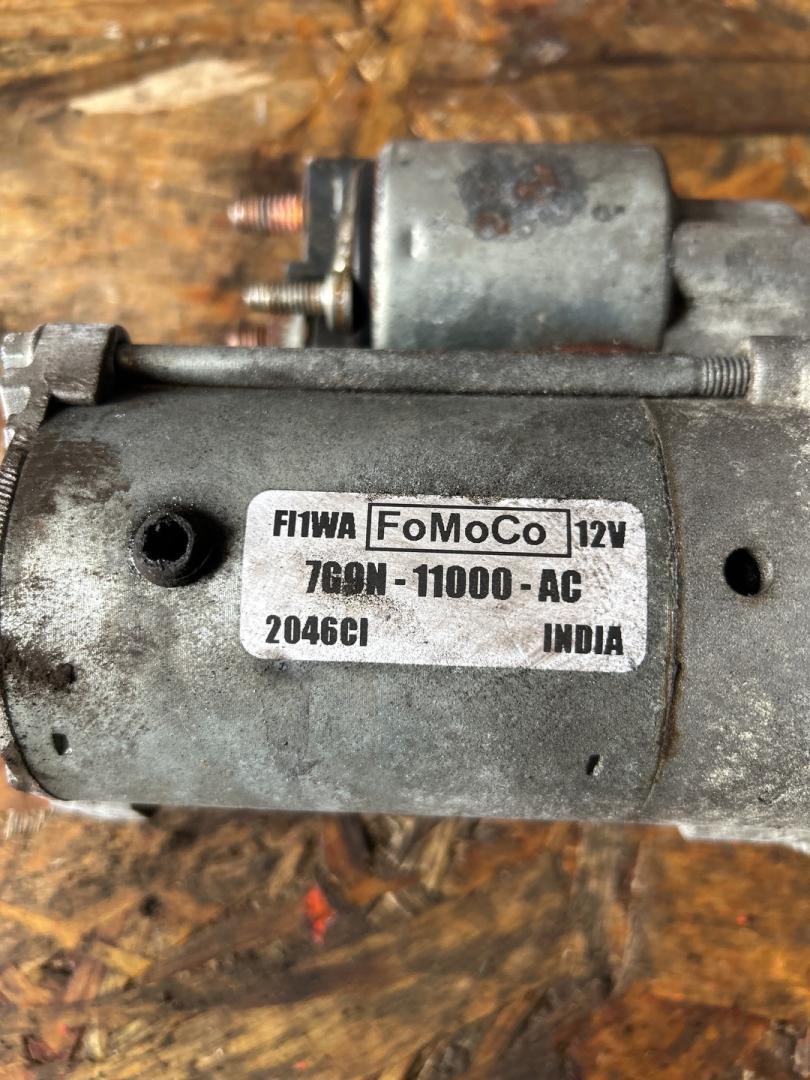 FI1WA FoMoCo 12V
7G9N - 11000 - AC
2046CI INDIA